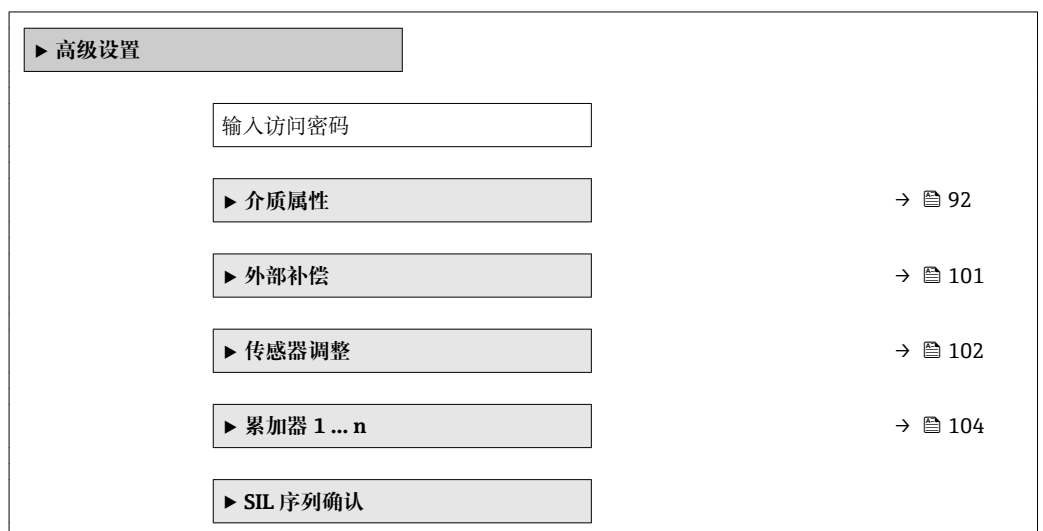 ▶ 高级设置
输入访问密码
▶ 介质属性 → 92
▶ 外部补偿 → 101
▶ 传感器调整 → 102
▶ 累加器 1 ... n → 104
▶ SIL 序列确认